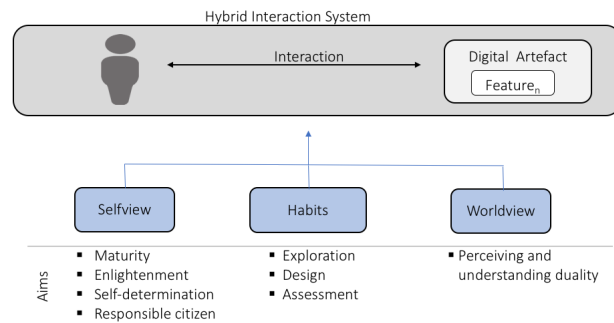 Hybrid Interaction System
Interaction
Digital Artefact
Feature_n
Selfview
Habits
Worldview
Aims
▪ Maturity
▪ Enlightenment
▪ Self-determination
▪ Responsible citizen
▪ Exploration
▪ Design
▪ Assessment
▪ Perceiving and
understanding duality